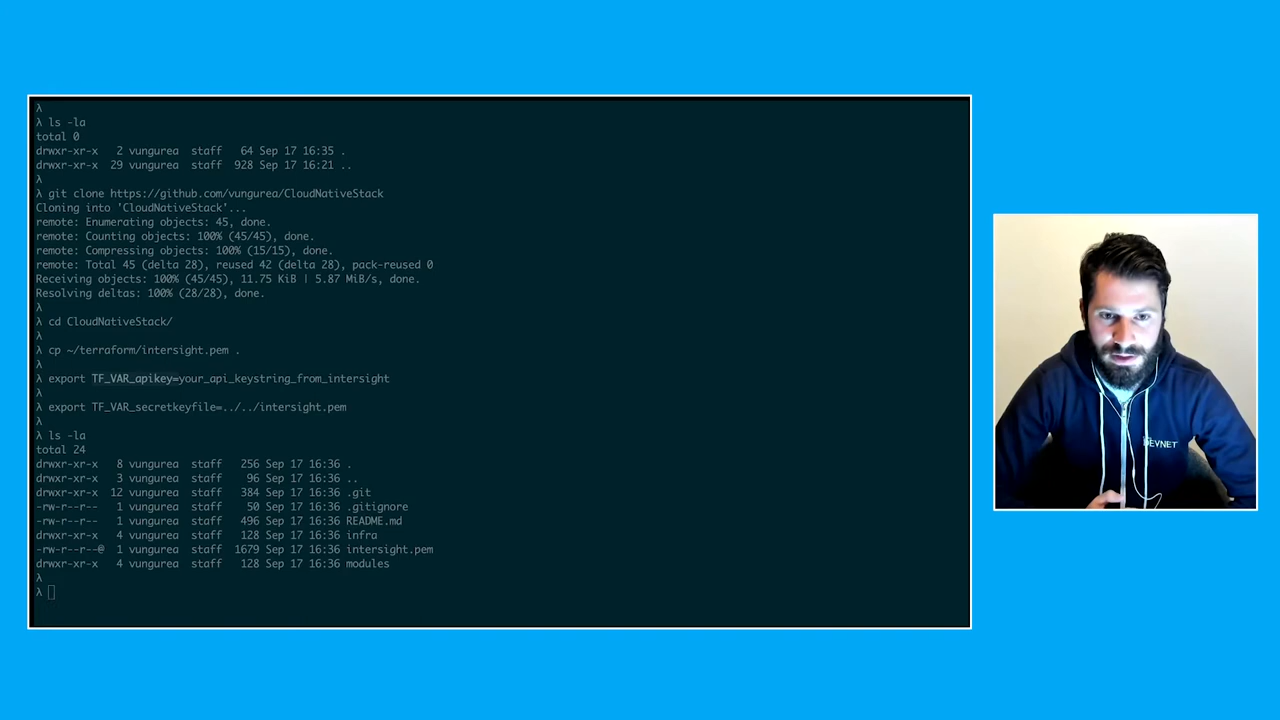 λ
λ ls -la
total 0
drwxr-xr-x   2 vungurea  staff   64 Sep 17 16:35 .
drwxr-xr-x  29 vungurea  staff  928 Sep 17 16:21 ..
λ
λ git clone https://github.com/vungurea/CloudNativeStack
Cloning into 'CloudNativeStack'...
remote: Enumerating objects: 45, done.
remote: Counting objects: 100% (45/45), done.
remote: Compressing objects: 100% (15/15), done.
remote: Total 45 (delta 28), reused 42 (delta 28), pack-reused 0
Receiving objects: 100% (45/45), 11.75 KiB | 5.87 MiB/s, done.
Resolving deltas: 100% (28/28), done.
λ
λ cd CloudNativeStack/
λ
λ cp ~/terraform/intersight.pem .
λ
λ export TF_VAR_apikey=your_api_keystring_from_intersight
λ
λ export TF_VAR_secretkeyfile=../../intersight.pem
λ
λ ls -la
total 24
drwxr-xr-x   8 vungurea  staff   256 Sep 17 16:36 .
drwxr-xr-x   3 vungurea  staff    96 Sep 17 16:36 ..
drwxr-xr-x  12 vungurea  staff   384 Sep 17 16:36 .git
-rw-r--r--   1 vungurea  staff    50 Sep 17 16:36 .gitignore
-rw-r--r--   1 vungurea  staff   496 Sep 17 16:36 README.md
drwxr-xr-x   4 vungurea  staff   128 Sep 17 16:36 infra
-rw-r--r--@  1 vungurea  staff  1679 Sep 17 16:36 intersight.pem
drwxr-xr-x   4 vungurea  staff   128 Sep 17 16:36 modules
λ
λ
DEVNET